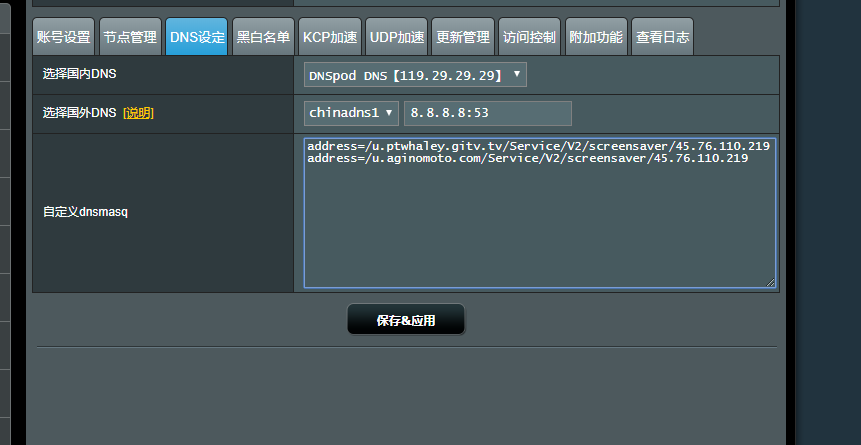 账号设置 节点管理 DNS设定 黑白名单 KCP加速 UDP加速 更新管理 访问控制 附加功能 查看日志
选择国内DNS DNSpod DNS【119.29.29.29】
选择国外DNS [说明] chinadns1 8.8.8.8:53
address=/u.ptwhaley.gitv.tv/Service/V2/screensaver/45.76.110.219
address=/u.aginomoto.com/Service/V2/screensaver/45.76.110.219
自定义dnsmasq
保存&应用